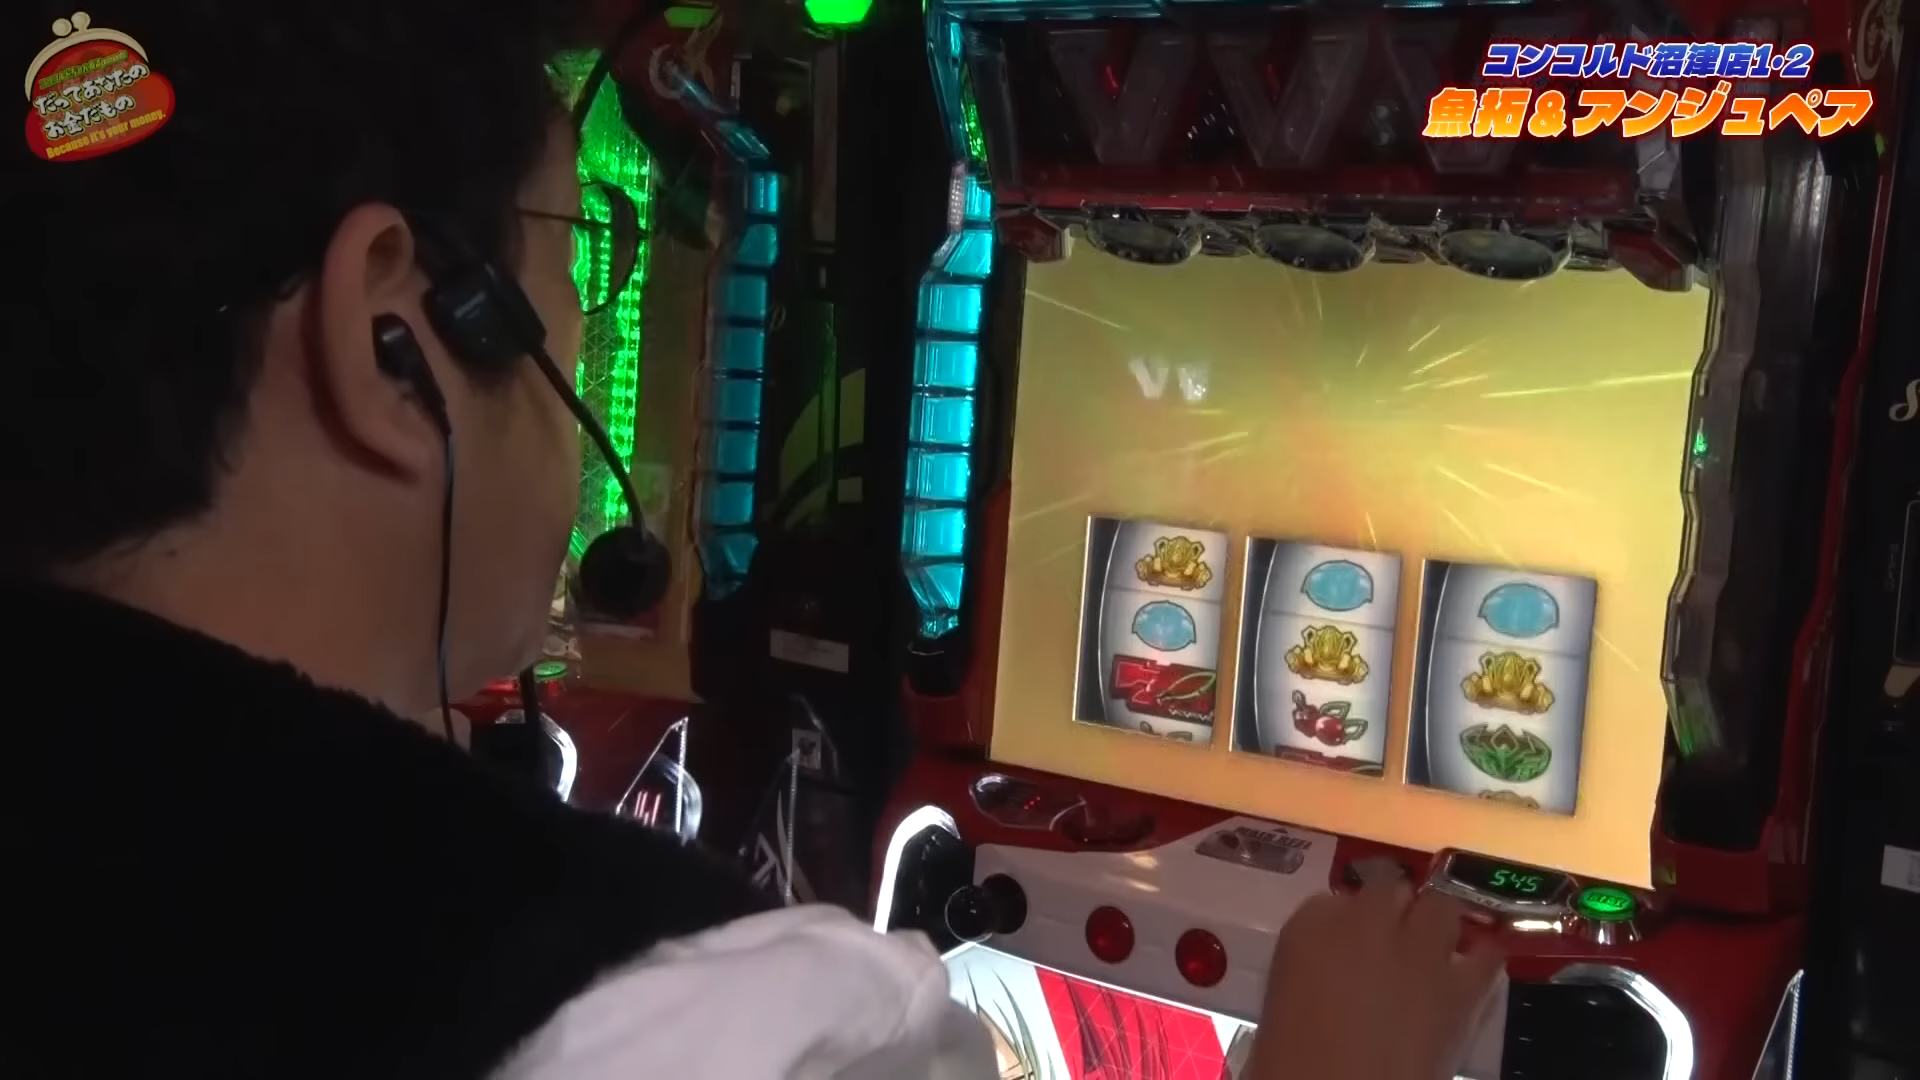 だってあなたの
お金だもの
Because it's your money.
コンコルド沼津店1・2
魚拓＆アンジュペア
VVV
545